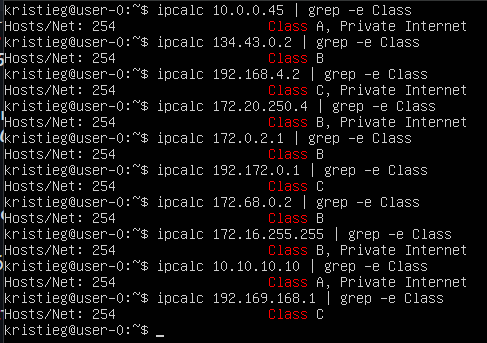 kristieg@user-0:~$ ipcalc 10.0.0.45 | grep -e Class
Hosts/Net: 254                   Class A, Private Internet
kristieg@user-0:~$ ipcalc 134.43.0.2 | grep -e Class
Hosts/Net: 254                   Class B
kristieg@user-0:~$ ipcalc 192.168.4.2 | grep -e Class
Hosts/Net: 254                   Class C, Private Internet
kristieg@user-0:~$ ipcalc 172.20.250.4 | grep -e Class
Hosts/Net: 254                   Class B, Private Internet
kristieg@user-0:~$ ipcalc 172.0.2.1 | grep -e Class
Hosts/Net: 254                   Class B
kristieg@user-0:~$ ipcalc 192.172.0.1 | grep -e Class
Hosts/Net: 254                   Class C
kristieg@user-0:~$ ipcalc 172.68.0.2 | grep -e Class
Hosts/Net: 254                   Class B
kristieg@user-0:~$ ipcalc 172.16.255.255 | grep -e Class
Hosts/Net: 254                   Class B, Private Internet
kristieg@user-0:~$ ipcalc 10.10.10.10 | grep -e Class
Hosts/Net: 254                   Class A, Private Internet
kristieg@user-0:~$ ipcalc 192.169.168.1 | grep -e Class
Hosts/Net: 254                   Class C
kristieg@user-0:~$ _